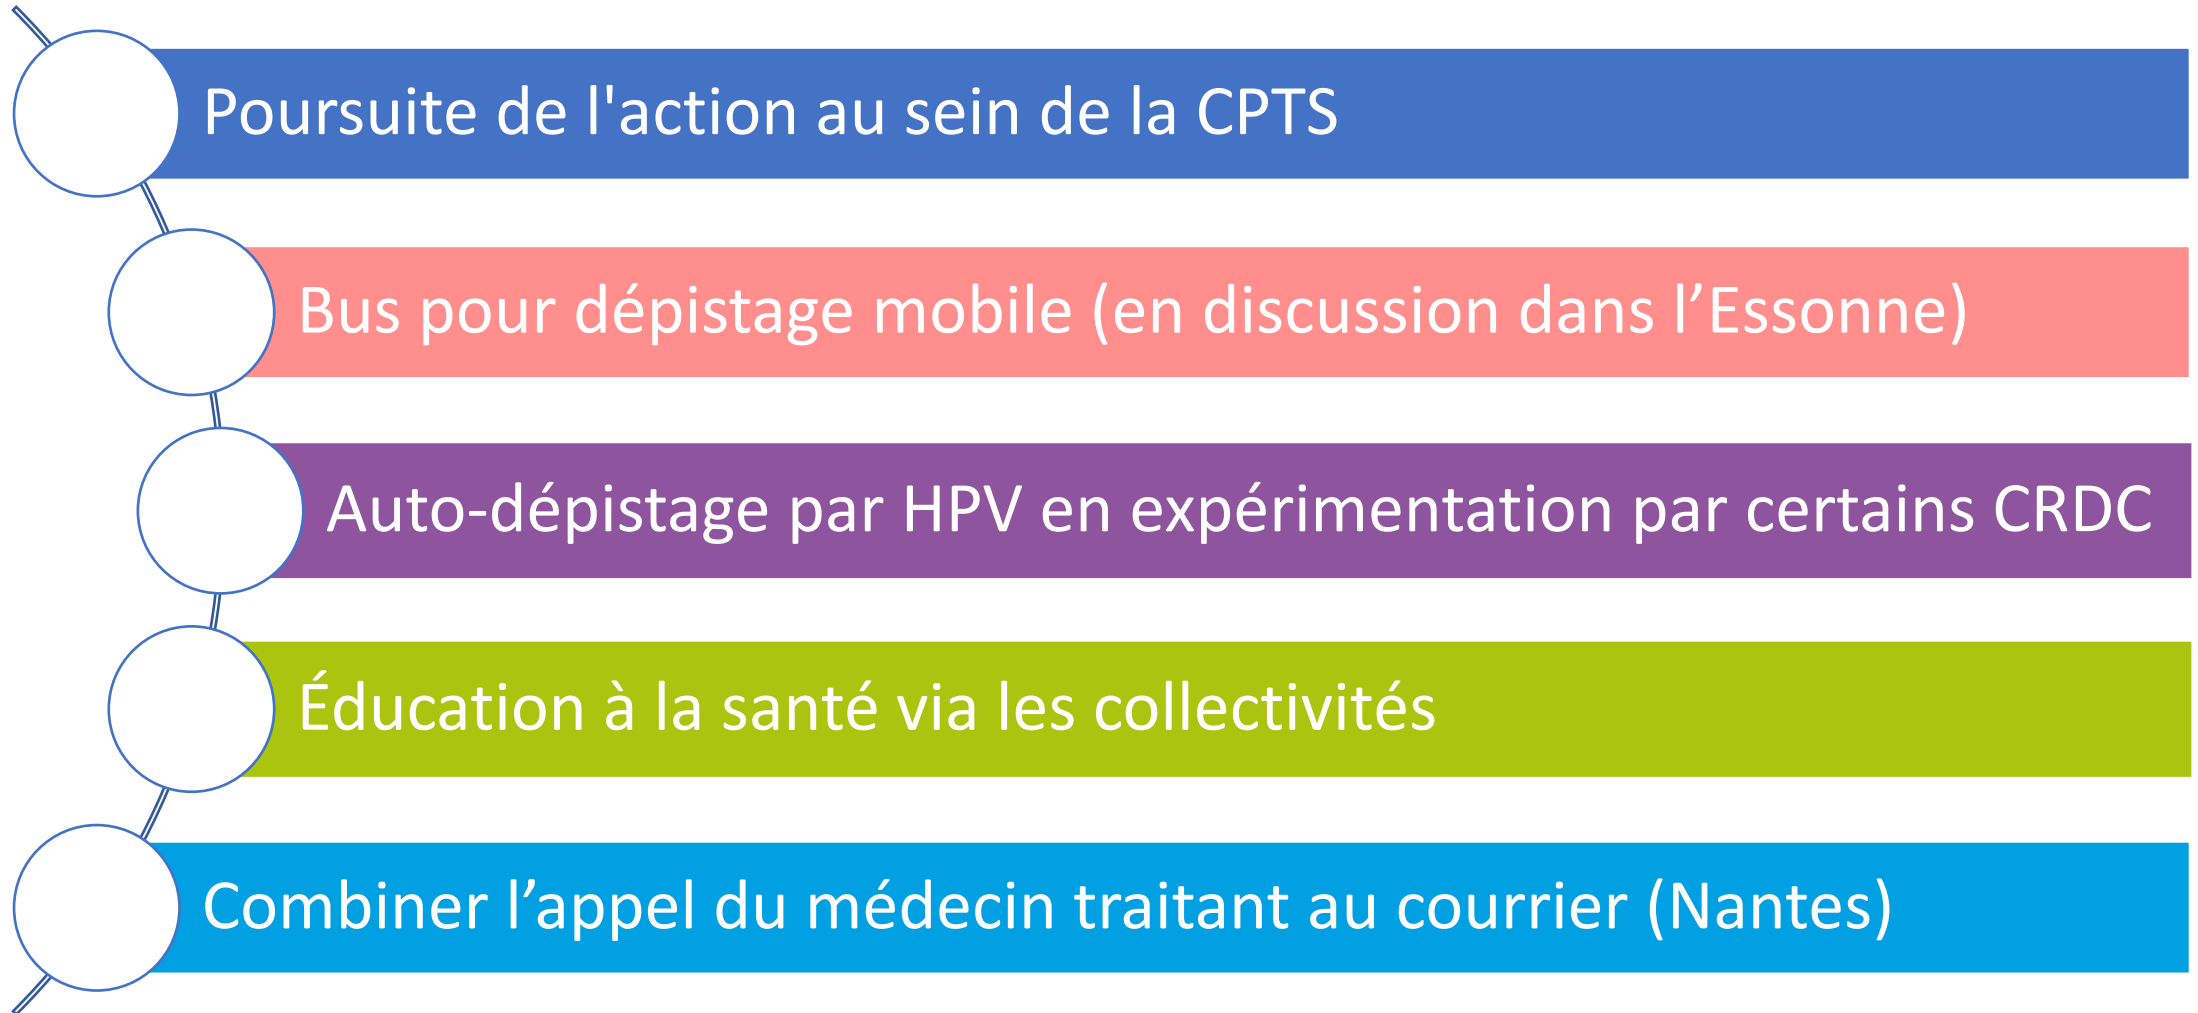 Poursuite de l'action au sein de la CPTS
Bus pour dépistage mobile (en discussion dans l’Essonne)
Auto-dépistage par HPV en expérimentation par certains CRDC
Éducation à la santé via les collectivités
Combiner l’appel du médecin traitant au courrier (Nantes)